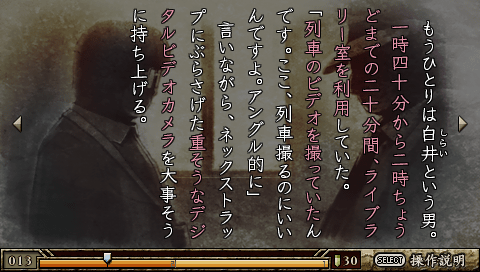 もうひとりは白井という男。
しらい
一時四十分から二時ちょう
どまでの二十分間、ライブラ
リー室を利用していた。
「列車のビデオを撮っていたん
です。ここ、列車撮るのにいい
んですよ。アングル的に」
言いながら、ネックストラッ
プにぶらさげた重そうなデジ
タルビデオカメラを大事そう
に持ち上げる。
013
30
SELECT 操作説明